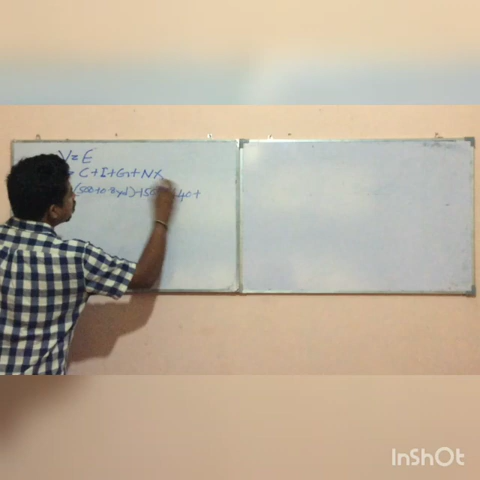 Y = E
C + I + G + NX
(500 + 0.8yd) + 150
40 +
InShOt